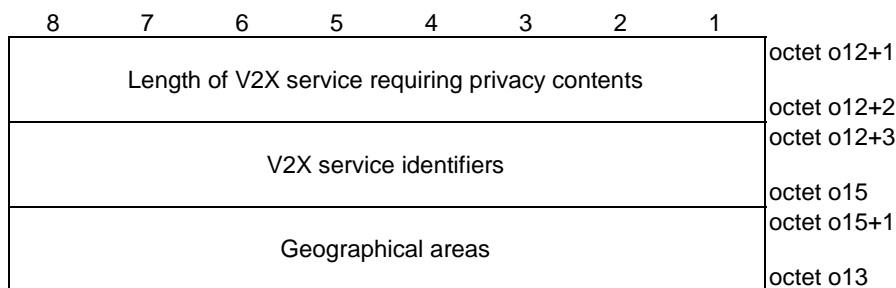 8 7 6 5 4 3 2 1
octet o12+1
Length of V2X service requiring privacy contents
octet o12+2
octet o12+3
V2X service identifiers
octet o15
octet o15+1
Geographical areas
octet o13